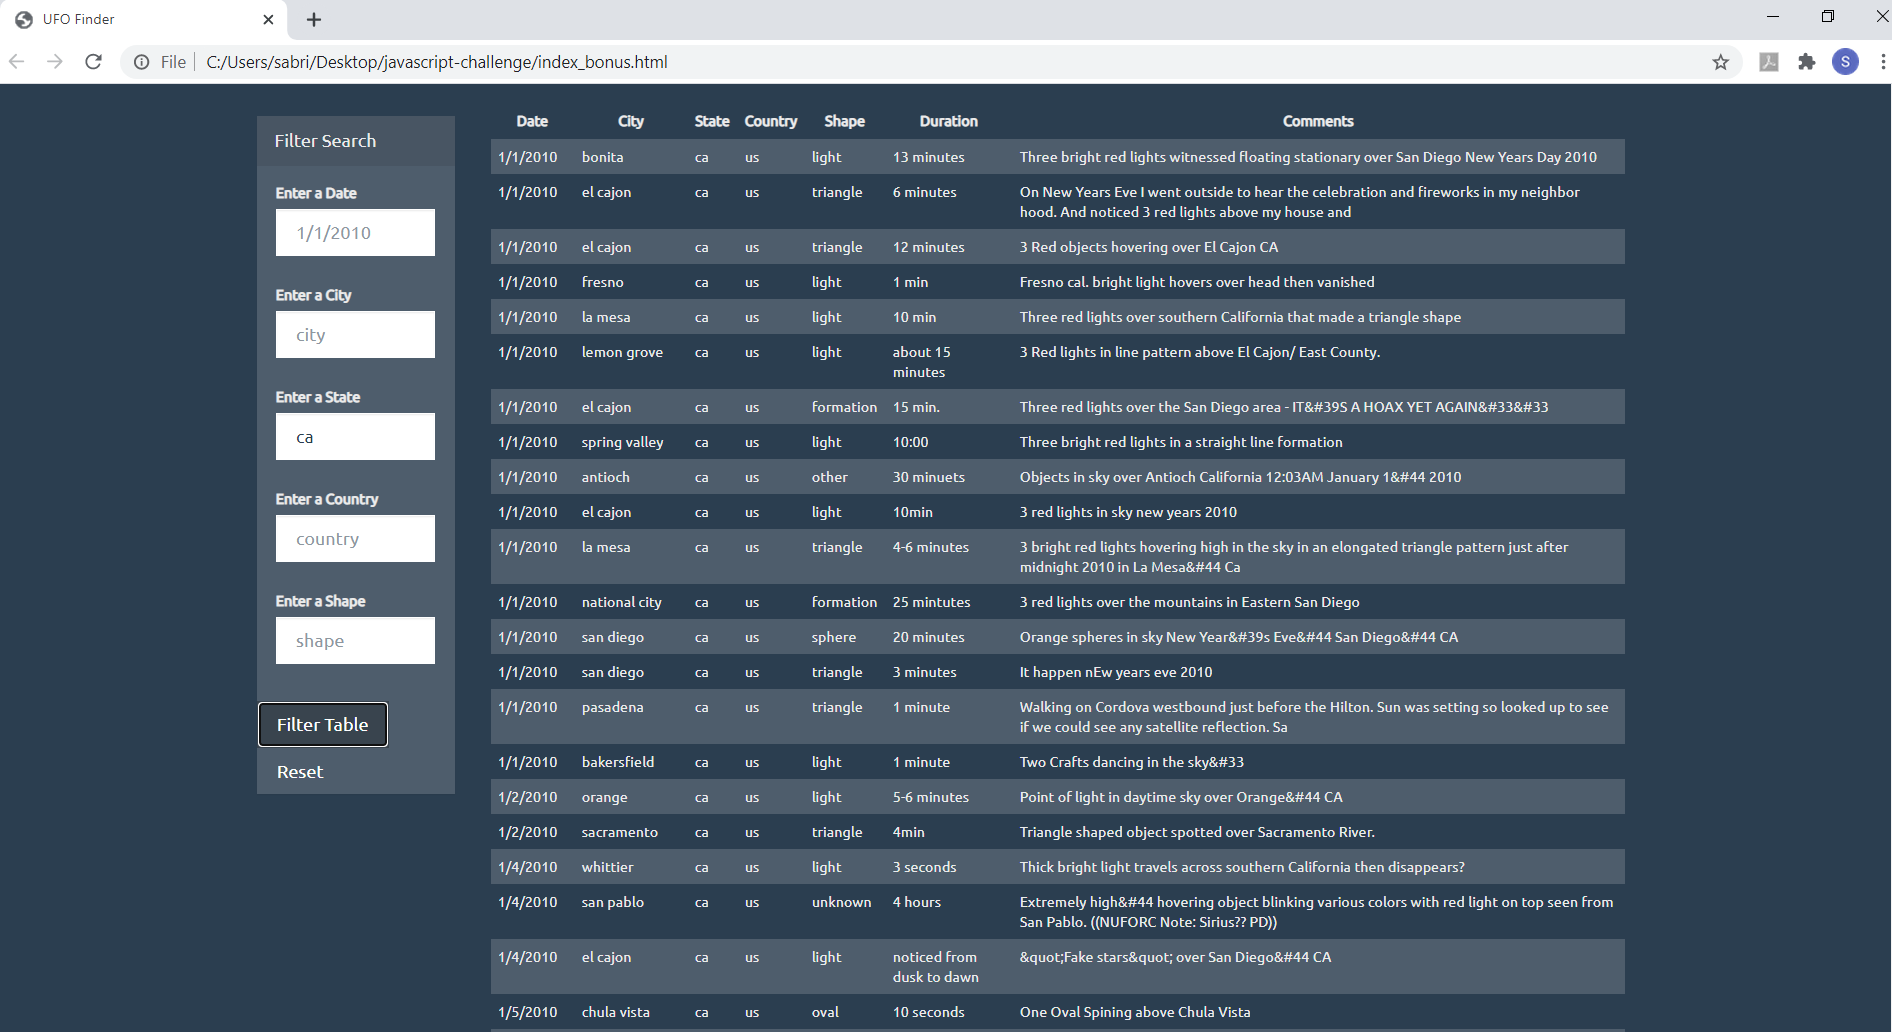 UFO Finder
File
C:/Users/sabri/Desktop/javascript-challenge/index_bonus.html
S
Filter Search
Enter a Date
1/1/2010
Enter a City
city
Enter a State
ca
Enter a Country
country
Enter a Shape
shape
Filter Table
Reset
Date City State Country Shape Duration Comments
1/1/2010 bonita ca us light 13 minutes Three bright red lights witnessed floating stationary over San Diego New Years Day 2010
1/1/2010 el cajon ca us triangle 6 minutes On New Years Eve I went outside to hear the celebration and fireworks in my neighbor
hood. And noticed 3 red lights above my house and
1/1/2010 el cajon ca us triangle 12 minutes 3 Red objects hovering over El Cajon CA
1/1/2010 fresno ca us light 1 min Fresno cal. bright light hovers over head then vanished
1/1/2010 la mesa ca us light 10 min Three red lights over southern California that made a triangle shape
1/1/2010 lemon grove ca us light about 15 3 Red lights in line pattern above El Cajon/ East County.
minutes
1/1/2010 el cajon ca us formation 15 min. Three red lights over the San Diego area - IT&#39S A HOAX YET AGAIN&#33&#33
1/1/2010 spring valley ca us light 10:00 Three bright red lights in a straight line formation
1/1/2010 antioch ca us other 30 minuets Objects in sky over Antioch California 12:03AM January 1&#44 2010
1/1/2010 el cajon ca us light 10min 3 red lights in sky new years 2010
1/1/2010 la mesa ca us triangle 4-6 minutes 3 bright red lights hovering high in the sky in an elongated triangle pattern just after
midnight 2010 in La Mesa&#44 Ca
1/1/2010 national city ca us formation 25 mintutes 3 red lights over the mountains in Eastern San Diego
1/1/2010 san diego ca us sphere 20 minutes Orange spheres in sky New Year&#39s Eve&#44 San Diego&#44 CA
1/1/2010 san diego ca us triangle 3 minutes It happen nEw years eve 2010
1/1/2010 pasadena ca us triangle 1 minute Walking on Cordova westbound just before the Hilton. Sun was setting so looked up to see
if we could see any satellite reflection. Sa
1/1/2010 bakersfield ca us light 1 minute Two Crafts dancing in the sky&#33
1/2/2010 orange ca us light 5-6 minutes Point of light in daytime sky over Orange&#44 CA
1/2/2010 sacramento ca us triangle 4min Triangle shaped object spotted over Sacramento River.
1/4/2010 whittier ca us light 3 seconds Thick bright light travels across southern California then disappears?
1/4/2010 san pablo ca us unknown 4 hours Extremely high&#44 hovering object blinking various colors with red light on top seen from
San Pablo. ((NUFORC Note: Sirius?? PD))
1/4/2010 el cajon ca us light noticed from &quot;Fake stars&quot; over San Diego&#44 CA
dusk to dawn
1/5/2010 chula vista ca us oval 10 seconds One Oval Spining above Chula Vista